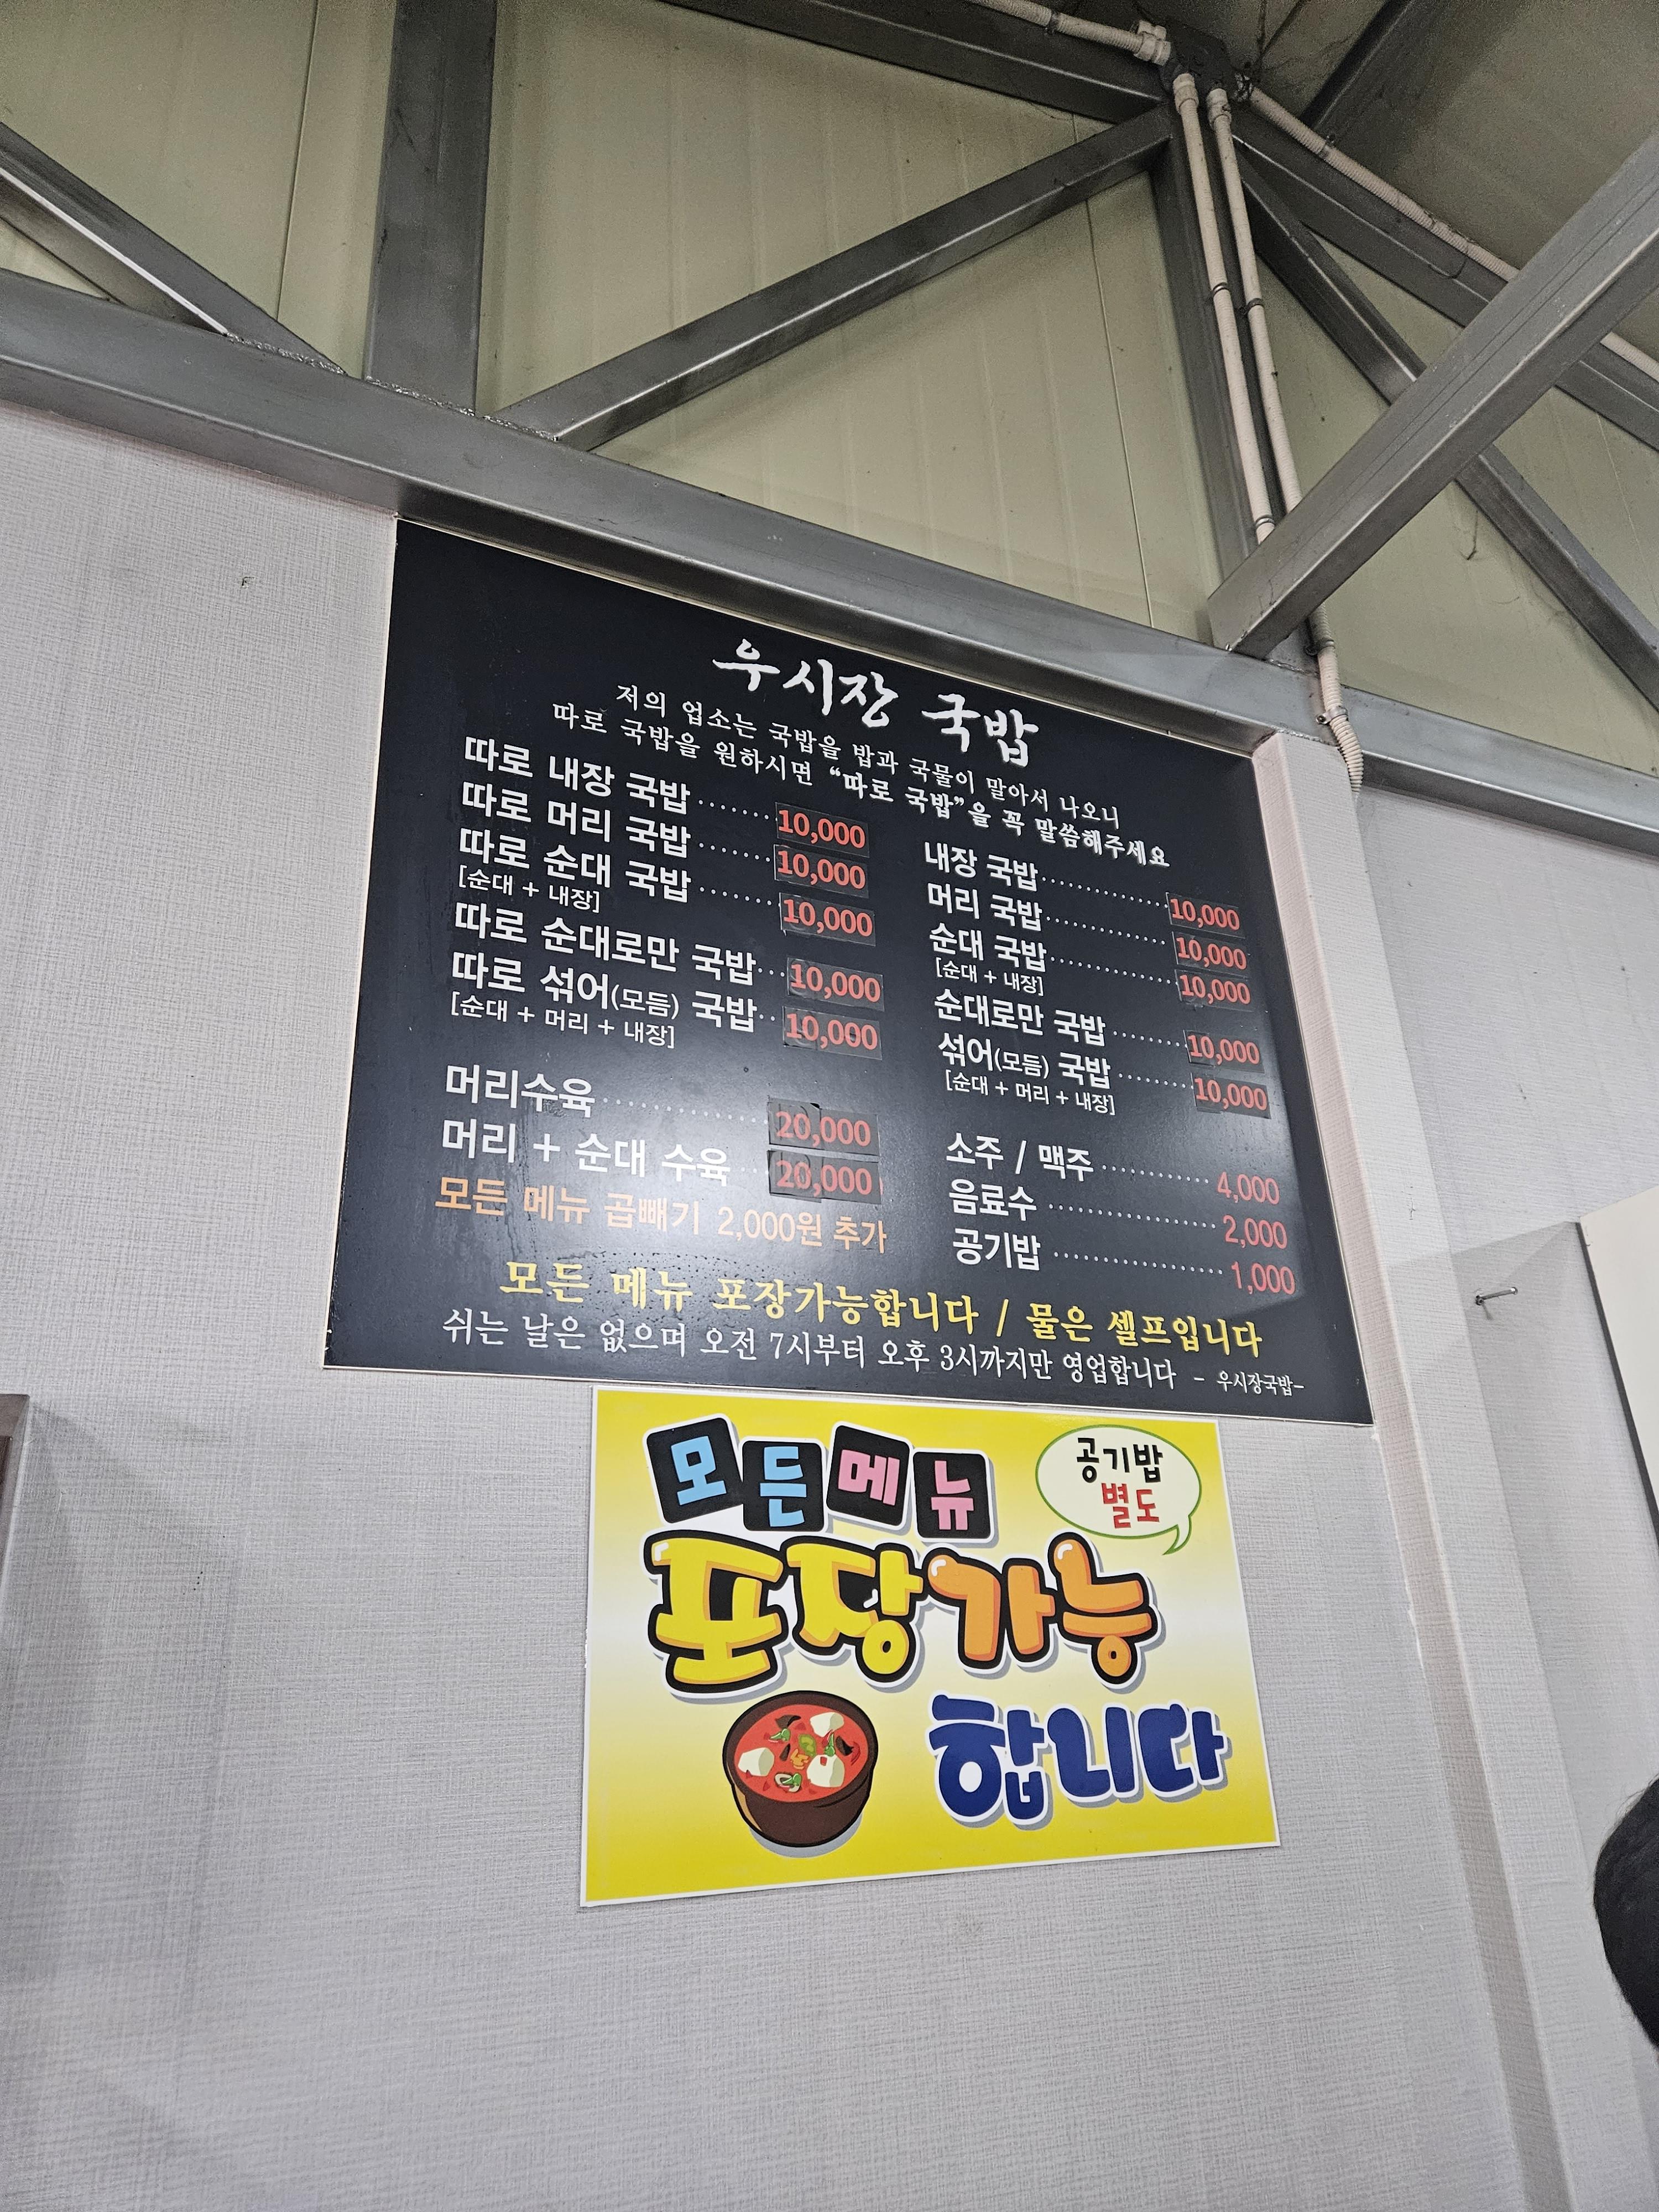 우시장 국밥
저의 업소는 국밥을 밥과 국물이 말아서 나오니
따로 국밥을 원하시면 "따로 국밥"을 꼭 말씀해주세요
따로 내장 국밥 10,000
따로 머리 국밥 10,000
따로 순대 국밥 10,000
[순대 + 내장]
따로 순대로만 국밥 10,000
따로 섞어(모듬) 국밥 10,000
[순대 + 머리 + 내장]
머리수육 20,000
머리 + 순대 수육 20,000
모든 메뉴 곱빼기 2,000원 추가
내장 국밥 10,000
머리 국밥 10,000
순대 국밥 10,000
[순대 + 내장]
순대로만 국밥 10,000
섞어(모듬) 국밥 10,000
[순대 + 머리 + 내장]
소주 / 맥주 4,000
음료수 2,000
공기밥 1,000
모든 메뉴 포장가능합니다 / 물은 셀프입니다
쉬는 날은 없으며 오전 7시부터 오후 3시까지만 영업합니다 - 우시장국밥-
모든메뉴
공기밥
별도
포장가능
합니다